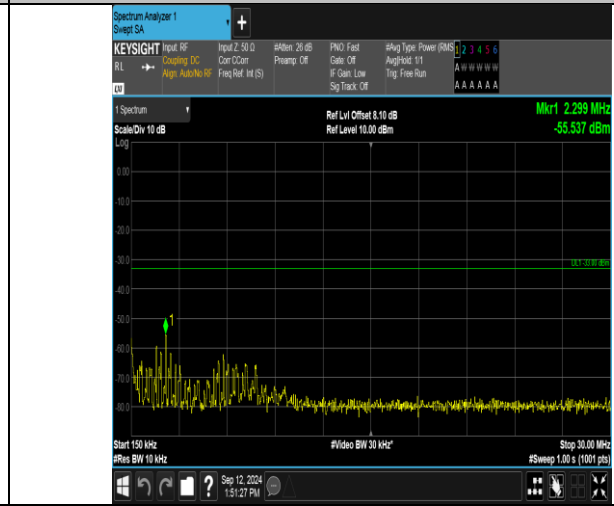 Spectrum Analyzer 1
Swept SA
+
KEYSIGHT Input: RF Input Z: 50 Ω #Atten: 26 dB PNO: Fast #Avg Type: Power (RMS 1 2 3 4 5 6
RL Coupling: DC Corr CCorr Preamp: Off Gate: Off Avg|Hold: 1/1 A W W W W W
Align: Auto/No RF Freq Ref: Int (S) IF Gain: Low Trig: Free Run
LXI Sig Track: Off A A A A A A
1 Spectrum Ref Lvl Offset 8.10 dB Mkr1 2.299 MHz
Scale/Div 10 dB Ref Level 10.00 dBm -55.537 dBm
Log
0.00
-10.0
-20.0
-30.0 DL1 -33.00 dBm
-40.0
-50.0
1
-60.0
-70.0
-80.0
Start 150 kHz #Video BW 30 kHz* Stop 30.00 MHz
#Res BW 10 kHz #Sweep 1.00 s (1001 pts)
? Sep 12, 2024
1:51:27 PM